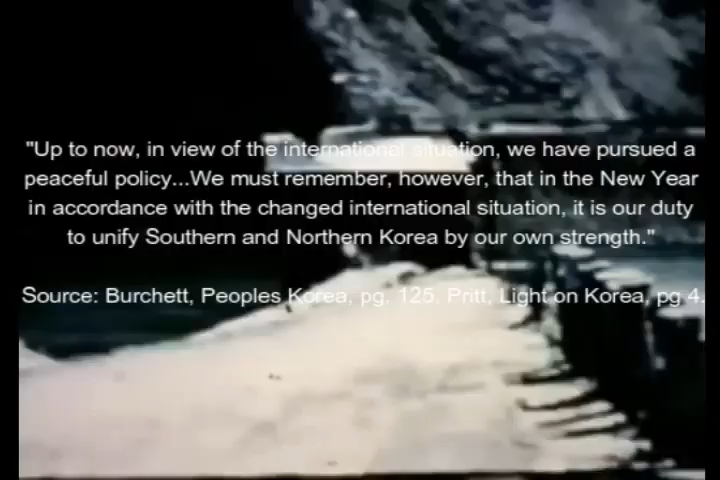 "Up to now, in view of the international situation, we have pursued a
peaceful policy...We must remember, however, that in the New Year
in accordance with the changed international situation, it is our duty
to unify Southern and Northern Korea by our own strength."
Source: Burchett, Peoples Korea, pg. 125. Pritt, Light on Korea, pg 4.